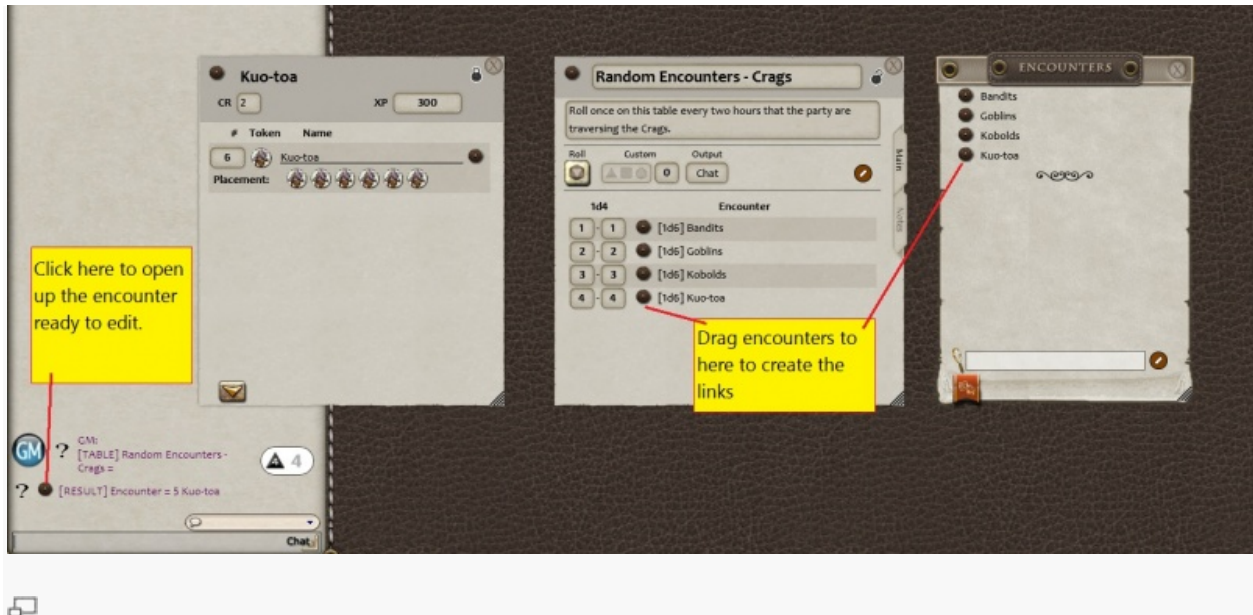 Kuo-toa
CR 2 XP 300
# Token Name
6 Kuo-toa
Placement:
Click here to open
up the encounter
ready to edit.
GM
?
GM:
[TABLE] Random Encounters -
Crags =
4
? [RESULT] Encounter = 5 Kuo-toa
Chat
Random Encounters - Crags
Roll once on this table every two hours that the party are
traversing the Crags.
Roll Custom Output
0 Chat
Main
Notes
1d4 Encounter
1 - 1 [1d6] Bandits
2 - 2 [1d6] Goblins
3 - 3 [1d6] Kobolds
4 - 4 [1d6] Kuo-toa
Drag encounters to
here to create the
links
ENCOUNTERS
Bandits
Goblins
Kobolds
Kuo-toa